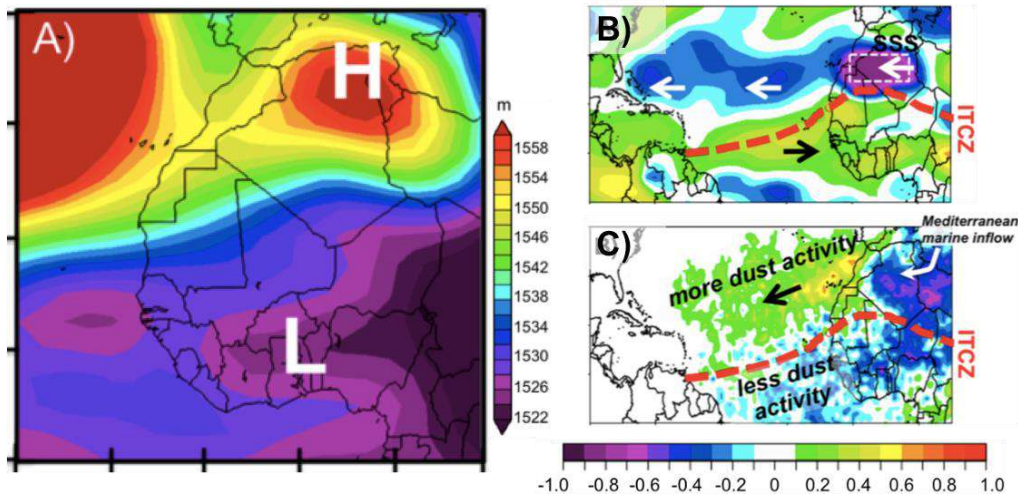 A)
H
L
m
1558
1554
1550
1546
1542
1538
1534
1530
1526
1522
B)
SSS
ITCZ
C)
Mediterranean
marine inflow
more dust activity
less dust
activity
ITCZ
-1.0 -0.8 -0.6 -0.4 -0.2 0 0.2 0.4 0.6 0.8 1.0